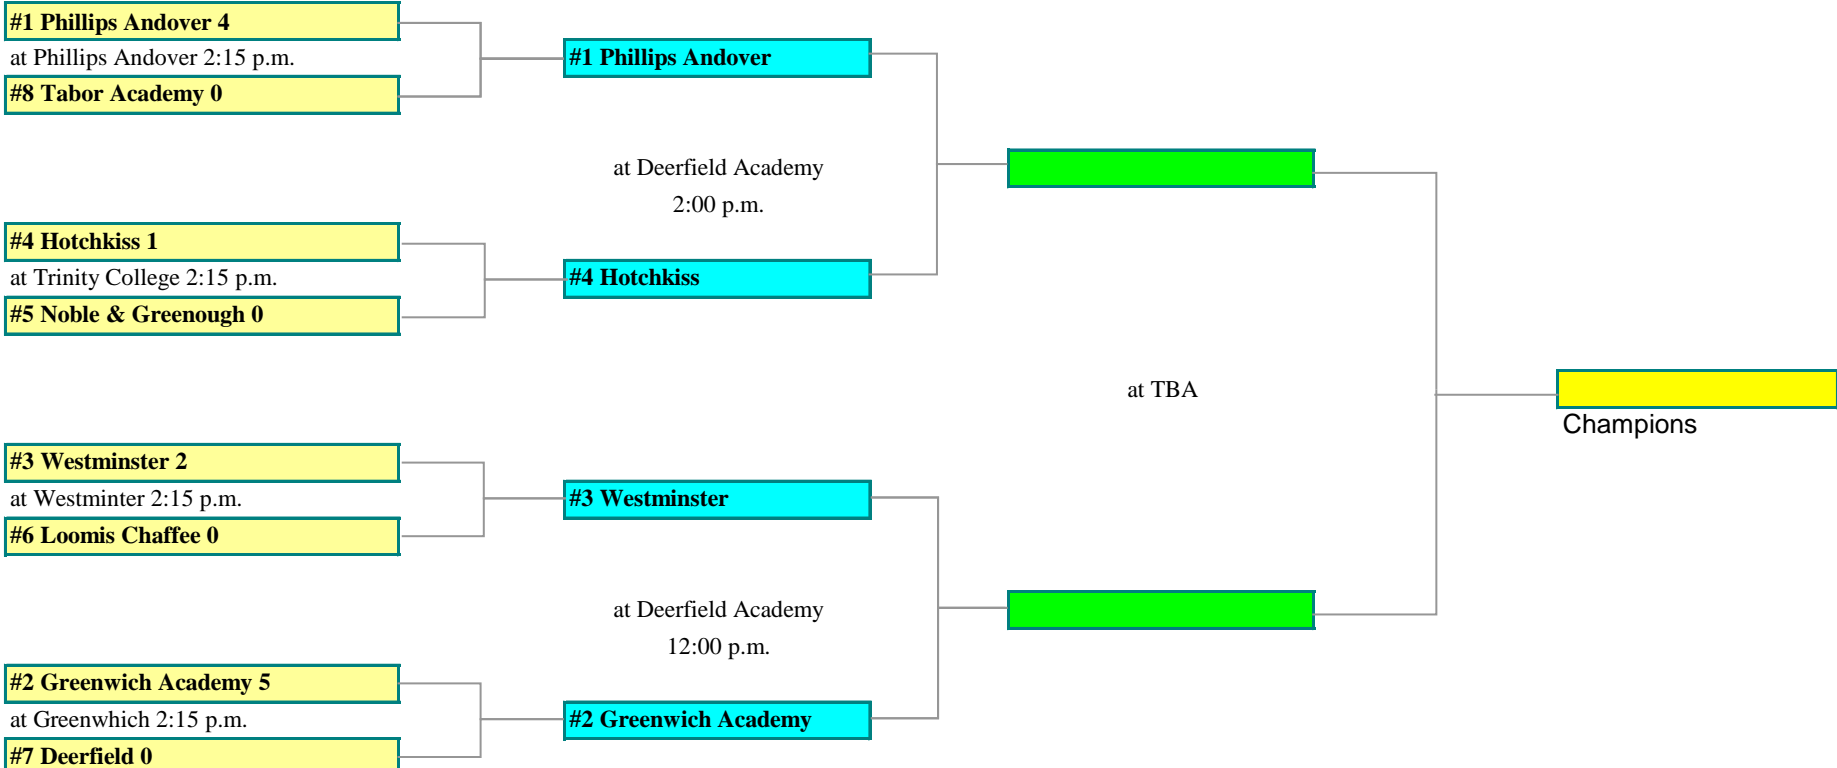 #1 Phillips Andover 4
at Phillips Andover 2:15 p.m.
#8 Tabor Academy 0
#4 Hotchkiss 1
at Trinity College 2:15 p.m.
#5 Noble & Greenough 0
#3 Westminster 2
at Westminter 2:15 p.m.
#6 Loomis Chaffee 0
#2 Greenwich Academy 5
at Greenwhich 2:15 p.m.
#7 Deerfield 0
#1 Phillips Andover
at Deerfield Academy
2:00 p.m.
#4 Hotchkiss
#3 Westminster
at Deerfield Academy
12:00 p.m.
#2 Greenwich Academy
at TBA
Champions